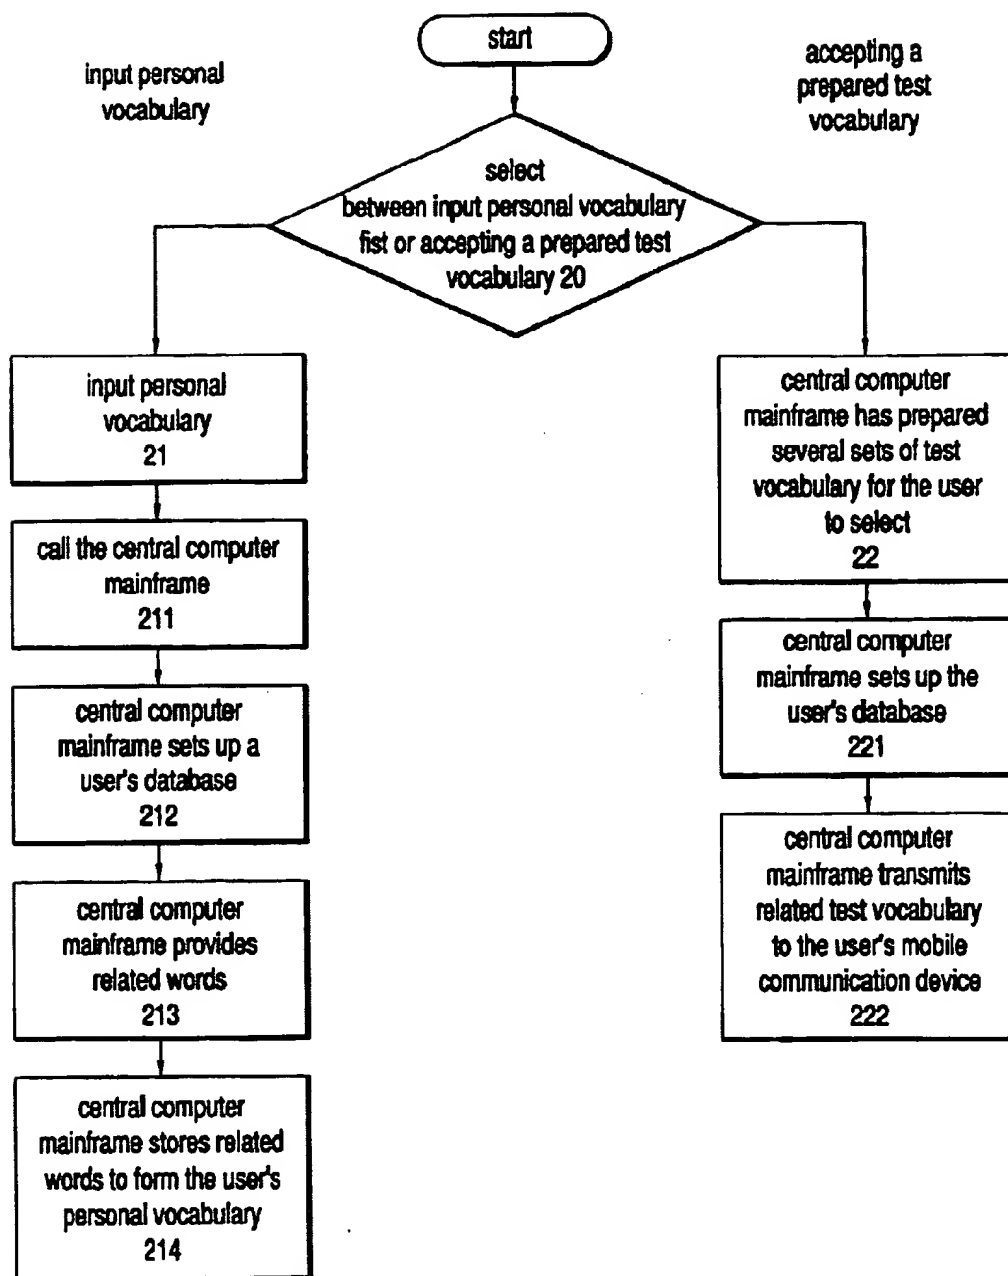 start
input personal
vocabulary
accepting a
prepared test
vocabulary
select
between input personal vocabulary
fist or accepting a prepared test
vocabulary 20
input personal
vocabulary
21
call the central computer
mainframe
211
central computer
mainframe sets up a
user's database
212
central computer
mainframe provides
related words
213
central computer
mainframe stores related
words to form the user's
personal vocabulary
214
central computer
mainframe has prepared
several sets of test
vocabulary for the user
to select
22
central computer
mainframe sets up the
user's database
221
central computer
mainframe transmits
related test vocabulary
to the user's mobile
communication device
222